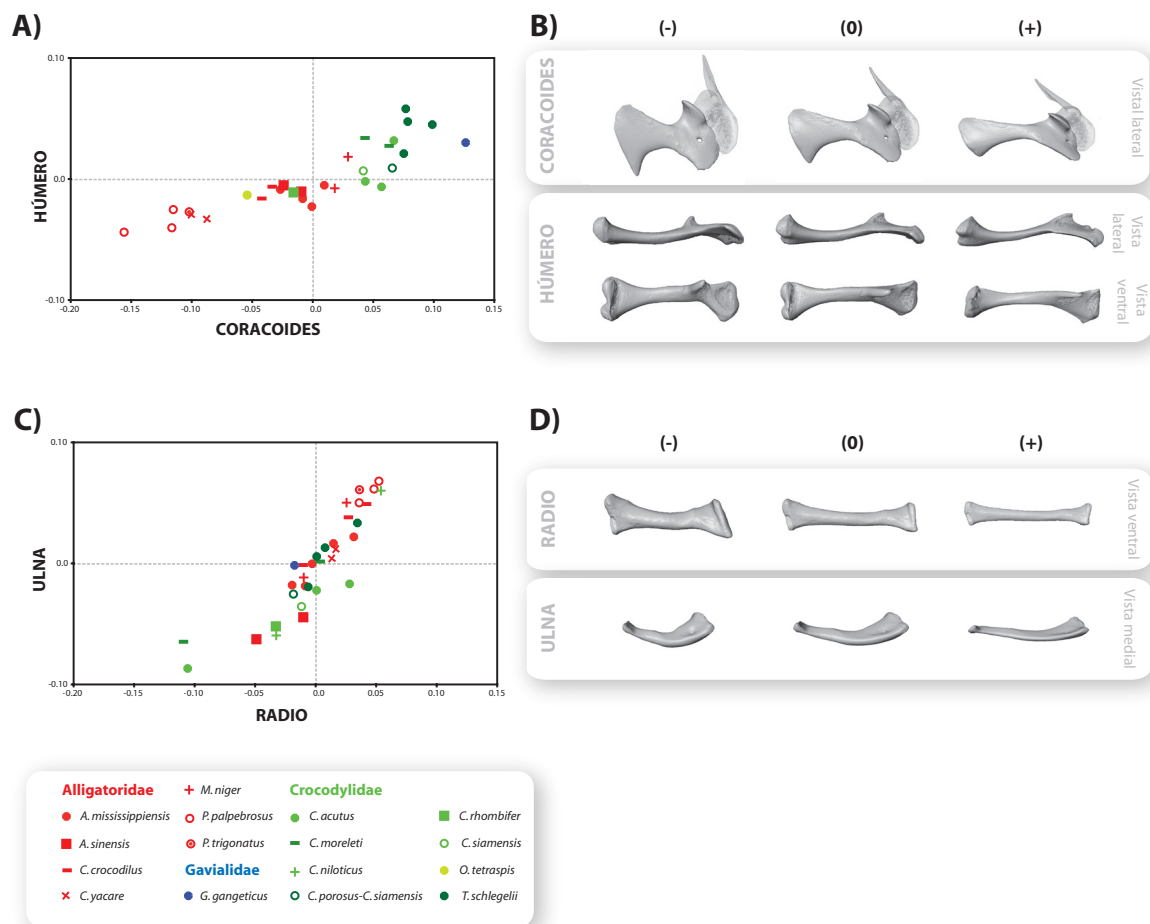 A)
HÚMERO
0.10
0.0
-0.10
-0.20
-0.15
-0.10
-0.05
0.0
0.05
0.10
0.15
CORACOIDES
B)
(-)
(0)
(+)
CORACOIDES
Vistal lateral
HÚMERO
Vista
lateral
Vista
ventral
C)
ULNA
0.10
0.0
-0.10
-0.20
-0.15
-0.10
-0.05
0.0
0.05
0.10
0.15
RADIO
D)
(-)
(0)
(+)
RADIO
Vista ventral
ULNA
Vista medial
Alligatoridae
A. mississippiensis
A. sinensis
C. crocodilus
C. yacare
M. niger
P. palpebrosus
P. trigonatus
Gavialidae
G. gangeticus
Crocodylidae
C. acutus
C. moreleti
C. niloticus
C. porosus-C. siamensis
C. rhombifer
C. siamensis
O. tetraspis
T. schlegelii